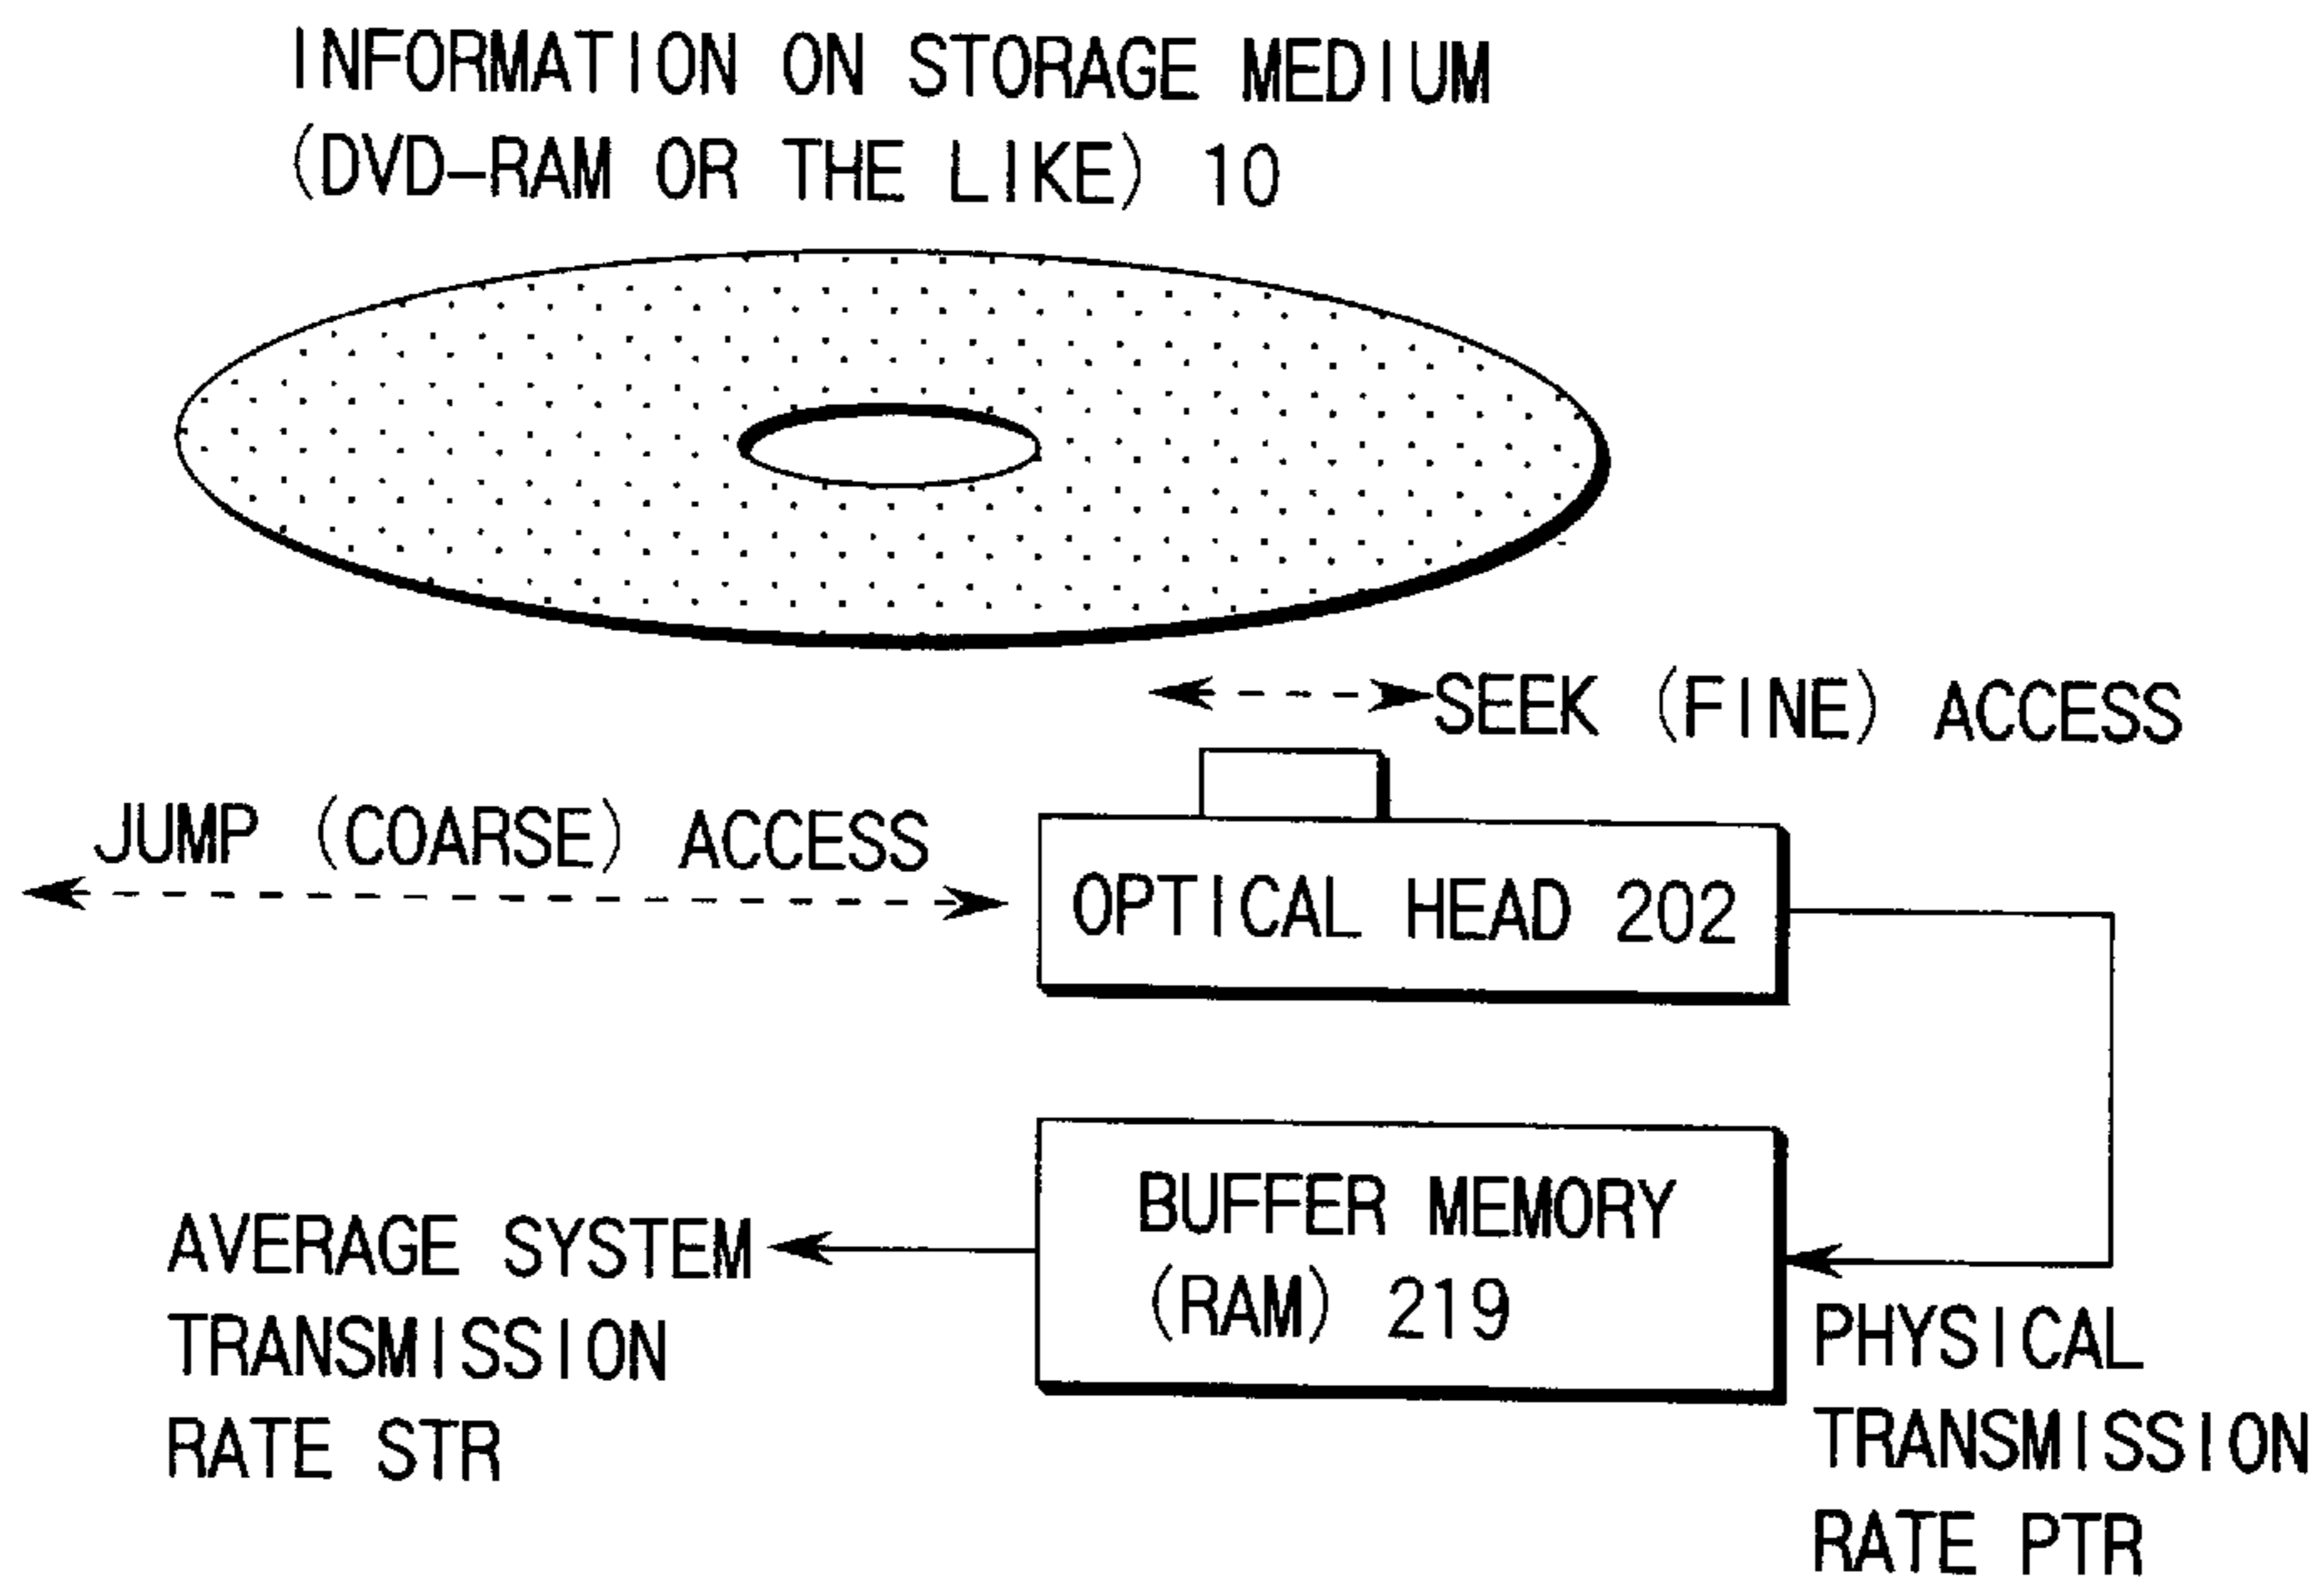 INFORMATION ON STORAGE MEDIUM
(DVD-RAM OR THE LIKE) 10
SEEK (FINE) ACCESS
JUMP (COARSE) ACCESS
OPTICAL HEAD 202
BUFFER MEMORY
(RAM) 219
AVERAGE SYSTEM
TRANSMISSION
RATE STR
PHYSICAL
TRANSMISSION
RATE PTR